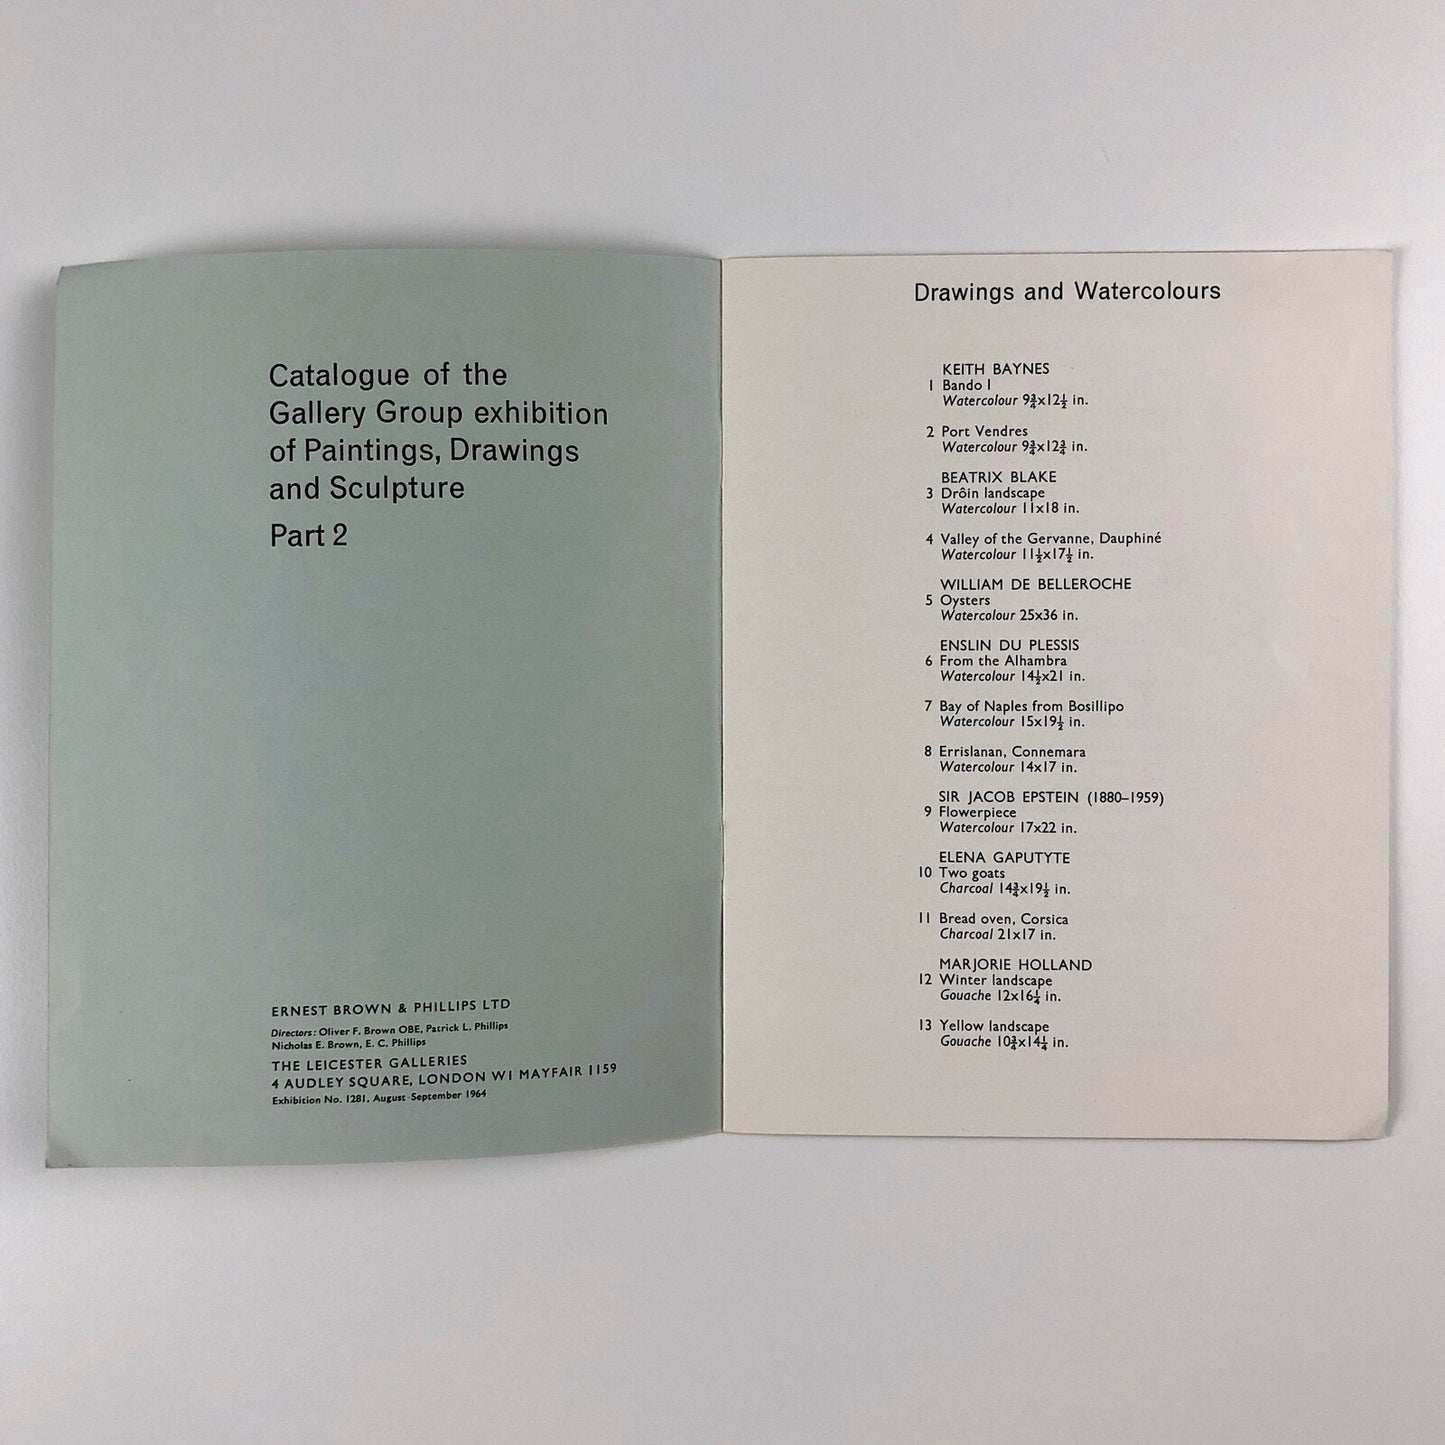 Catalogue of the
Gallery Group exhibition
of Paintings, Drawings
and Sculpture
Part 2
ERNEST BROWN & PHILLIPS LTD
Directors: Oliver F. Brown OBE, Patrick L. Phillips
Nicholas E. Brown, E. C. Phillips
THE LEICESTER GALLERIES
4 AUDLEY SQUARE, LONDON W1 MAYFAIR 1159
Exhibition No. 1281, August-September 1964
Drawings and Watercolours
KEITH BAYNES
1 Bando I
Watercolour 9¾x12½ in.
2 Port Vendres
Watercolour 9¾x12¾ in.
BEATRIX BLAKE
3 Drôin landscape
Watercolour 11x18 in.
4 Valley of the Gervanne, Dauphiné
Watercolour 11½x17½ in.
WILLIAM DE BELLEROCHE
5 Oysters
Watercolour 25x36 in.
ENSLIN DU PLESSIS
6 From the Alhambra
Watercolour 14½x21 in.
7 Bay of Naples from Bosillipo
Watercolour 15x19½ in.
8 Errislanan, Connemara
Watercolour 14x17 in.
SIR JACOB EPSTEIN (1880–1959)
9 Flowerpiece
Watercolour 17x22 in.
ELENA GAPUTYTE
10 Two goats
Charcoal 14¾x19½ in.
11 Bread oven, Corsica
Charcoal 21x17 in.
MARJORIE HOLLAND
12 Winter landscape
Gouache 12x16¼ in.
13 Yellow landscape
Gouache 10¾x14¼ in.